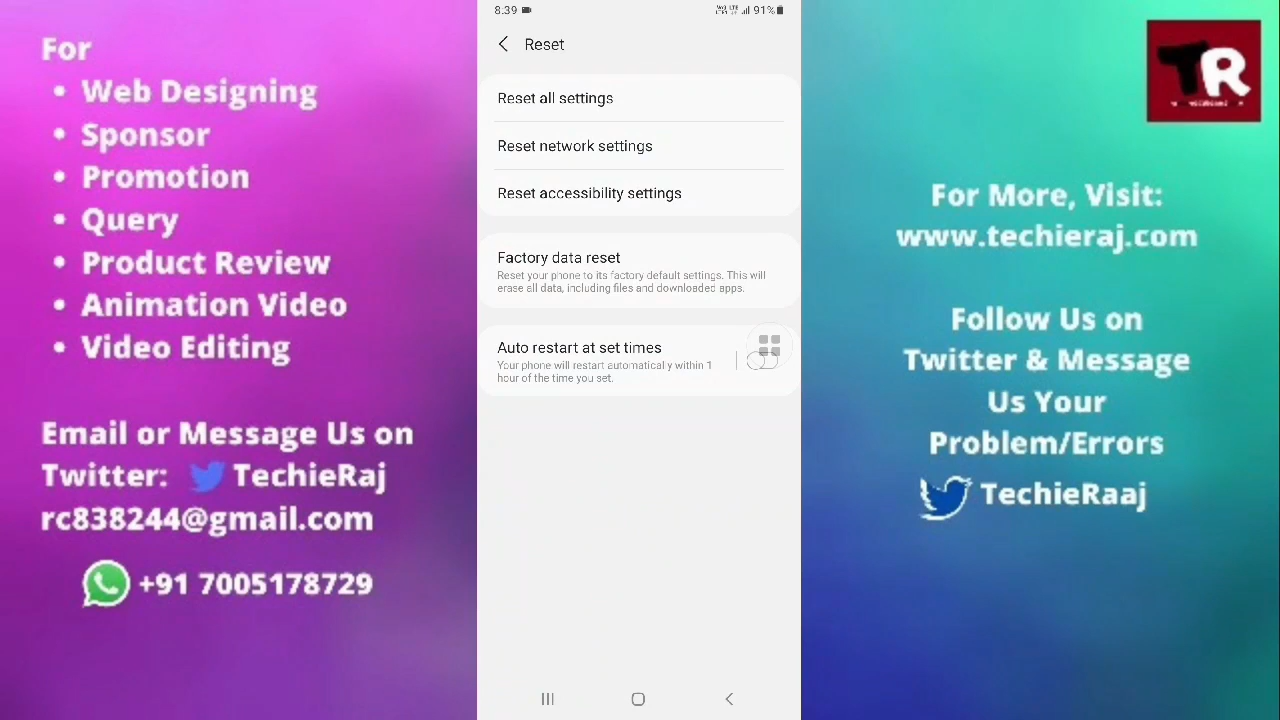 For
• Web Designing
• Sponsor
• Promotion
• Query
• Product Review
• Animation Video
• Video Editing
Email or Message Us on
Twitter: TechieRaj
rc838244@gmail.com
+91 7005178729
8:39
91%
Reset
Reset all settings
Reset network settings
Reset accessibility settings
Factory data reset
Reset your phone to its factory default settings. This will
erase all data, including files and downloaded apps.
Auto restart at set times
Your phone will restart automatically within 1
hour of the time you set.
TR
For More, Visit:
www.techieraj.com
Follow Us on
Twitter & Message
Us Your
Problem/Errors
TechieRaaj